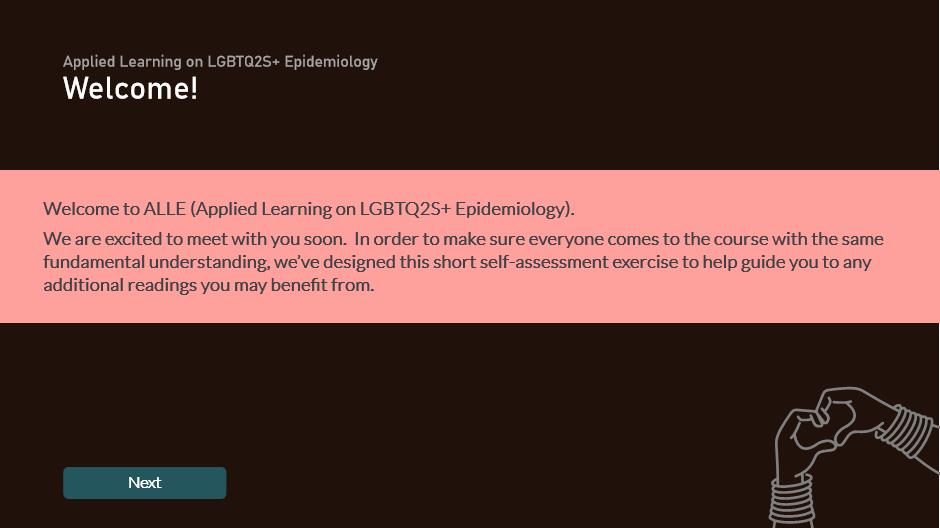 Applied Learning on LGBTQ2S+ Epidemiology
Welcome!
Welcome to ALLE (Applied Learning on LGBTQ2S+ Epidemiology).
We are excited to meet with you soon.  In order to make sure everyone comes to the course with the same
fundamental understanding, we’ve designed this short self-assessment exercise to help guide you to any
additional readings you may benefit from.
Next